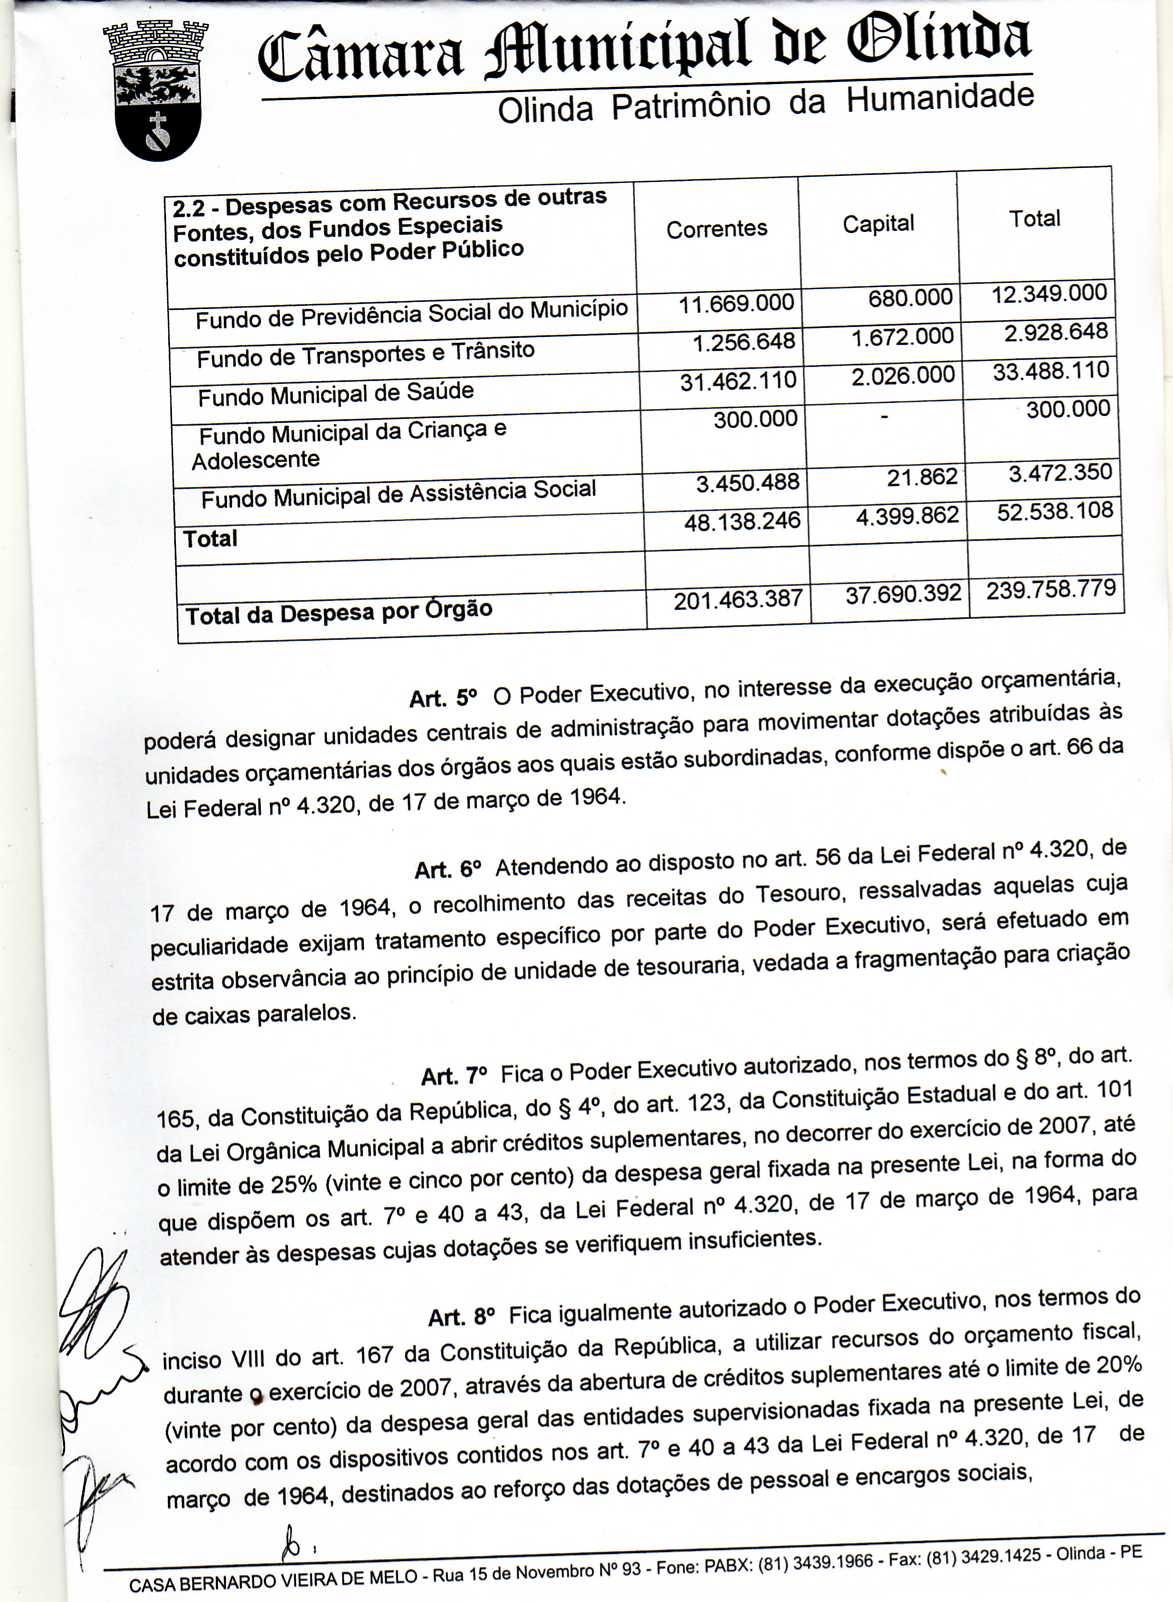 Câmara Municipal de Olinda
Olinda Patrimônio da Humanidade
2.2 - Despesas com Recursos de outras
Fontes, dos Fundos Especiais
constituídos pelo Poder Público
Correntes Capital Total
Fundo de Previdência Social do Município 11.669.000 680.000 12.349.000
Fundo de Transportes e Trânsito 1.256.648 1.672.000 2.928.648
Fundo Municipal de Saúde 31.462.110 2.026.000 33.488.110
Fundo Municipal da Criança e
Adolescente 300.000 - 300.000
Fundo Municipal de Assistência Social 3.450.488 21.862 3.472.350
Total 48.138.246 4.399.862 52.538.108
Total da Despesa por Órgão 201.463.387 37.690.392 239.758.779
Art. 5º O Poder Executivo, no interesse da execução orçamentária,
poderá designar unidades centrais de administração para movimentar dotações atribuídas às
unidades orçamentárias dos órgãos aos quais estão subordinadas, conforme dispõe o art. 66 da
Lei Federal nº 4.320, de 17 de março de 1964.
Art. 6º Atendendo ao disposto no art. 56 da Lei Federal nº 4.320, de
17 de março de 1964, o recolhimento das receitas do Tesouro, ressalvadas aquelas cuja
peculiaridade exijam tratamento específico por parte do Poder Executivo, será efetuado em
estrita observância ao princípio de unidade de tesouraria, vedada a fragmentação para criação
de caixas paralelos.
Art. 7º Fica o Poder Executivo autorizado, nos termos do § 8º, do art.
165, da Constituição da República, do § 4º, do art. 123, da Constituição Estadual e do art. 101
da Lei Orgânica Municipal a abrir créditos suplementares, no decorrer do exercício de 2007, até
o limite de 25% (vinte e cinco por cento) da despesa geral fixada na presente Lei, na forma do
que dispõem os art. 7º e 40 a 43, da Lei Federal nº 4.320, de 17 de março de 1964, para
atender às despesas cujas dotações se verifiquem insuficientes.
Art. 8º Fica igualmente autorizado o Poder Executivo, nos termos do
inciso VIII do art. 167 da Constituição da República, a utilizar recursos do orçamento fiscal,
durante o exercício de 2007, através da abertura de créditos suplementares até o limite de 20%
(vinte por cento) da despesa geral das entidades supervisionadas fixada na presente Lei, de
acordo com os dispositivos contidos nos art. 7º e 40 a 43 da Lei Federal nº 4.320, de 17 de
março de 1964, destinados ao reforço das dotações de pessoal e encargos sociais,
CASA BERNARDO VIEIRA DE MELO - Rua 15 de Novembro Nº 93 - Fone: PABX: (81) 3439.1966 - Fax: (81) 3429.1425 - Olinda - PE